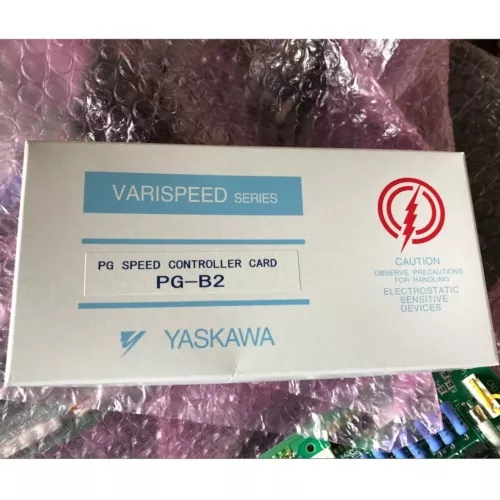 VARISPEED SERIES
PG SPEED CONTROLLER CARD
PG-B2
YASKAWA
CAUTION
OBSERVE PRECAUTIONS
FOR HANDLING
ELECTROSTATIC
SENSITIVE
DEVICES